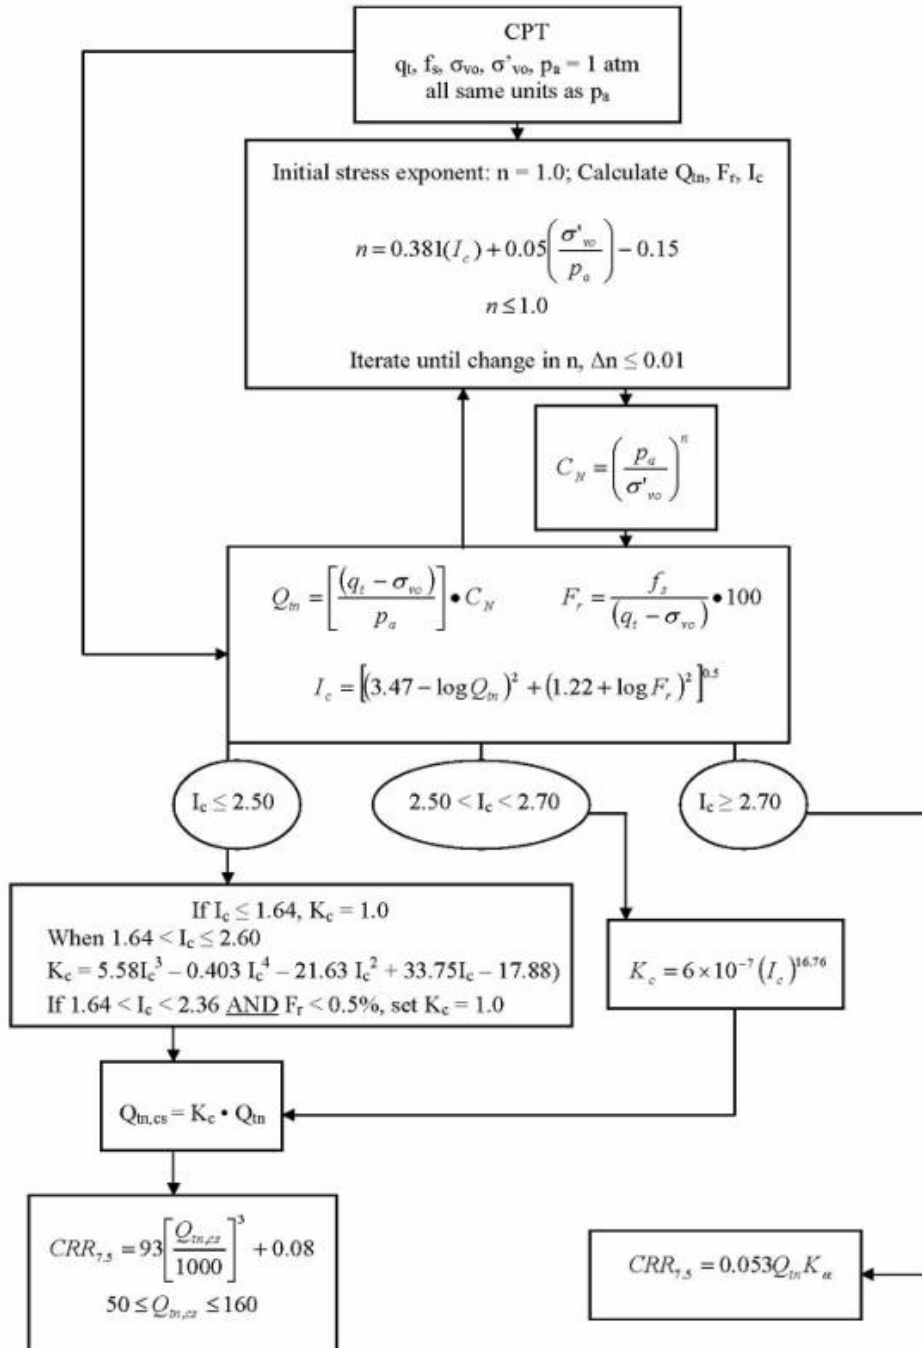 CPT
qt, fs, σvo, σ'vo, pa = 1 atm
all same units as pa
Initial stress exponent: n = 1.0; Calculate Qtn, Fr, Ic
n = 0.381(Ic) + 0.05(σ'vo / pa) − 0.15
n ≤ 1.0
Iterate until change in n, Δn ≤ 0.01
CN = (pa / σ'vo)^n
Qtn = [(qt − σvo) / pa] • CN
Fr = fs / (qt − σvo) • 100
Ic = [(3.47 − log Qtn)^2 + (1.22 + log Fr)^2]^0.5
Ic ≤ 2.50
2.50 < Ic < 2.70
Ic ≥ 2.70
If Ic ≤ 1.64, Kc = 1.0
When 1.64 < Ic ≤ 2.60
Kc = 5.58Ic^3 – 0.403 Ic^4 – 21.63 Ic^2 + 33.75Ic – 17.88)
If 1.64 < Ic < 2.36 AND Fr < 0.5%, set Kc = 1.0
Kc = 6 × 10^−7 (Ic)^16.76
Qtn,cs = Kc • Qtn
CRR7.5 = 93[Qtn,cs / 1000]^3 + 0.08
50 ≤ Qtn,cs ≤ 160
CRR7.5 = 0.053Qtn Kα